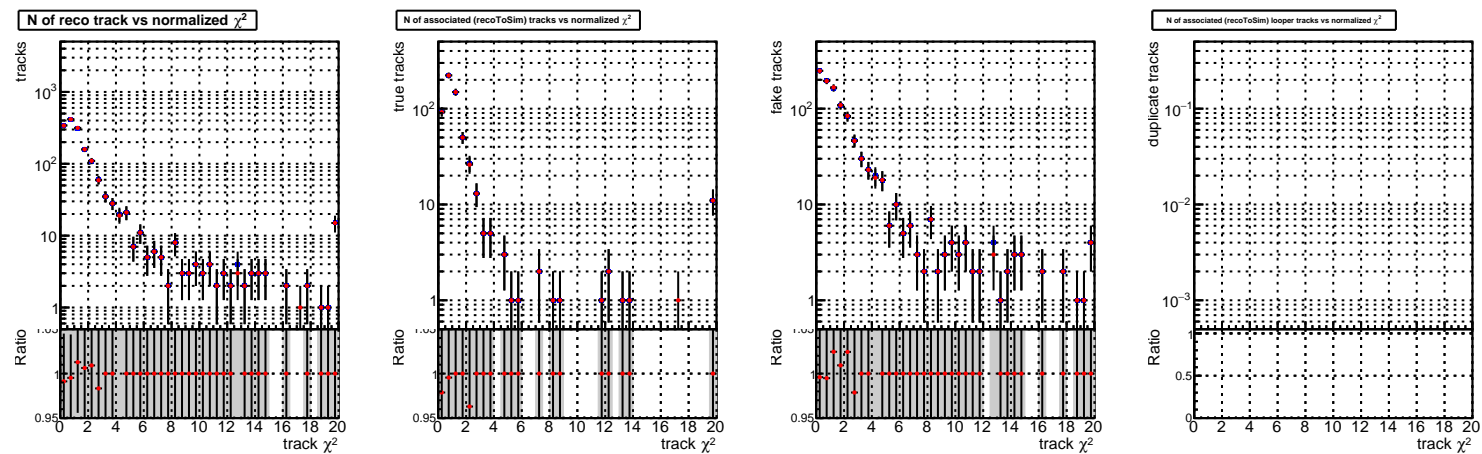 N of reco track vs normalized χ²
tracks
10³
10²
10
1
1.05
Ratio
1
0.95
0 2 4 6 8 10 12 14 16 18 20
track χ²
N of associated (recoToSim) tracks vs normalized χ²
true tracks
10²
10
1
1.05
Ratio
1
0.95
0 2 4 6 8 10 12 14 16 18 20
track χ²
fake tracks
10²
10
1
1.05
Ratio
1
0.95
0 2 4 6 8 10 12 14 16 18 20
track χ²
N of associated (recoToSim) looper tracks vs normalized χ²
duplicate tracks
10⁻¹
10⁻²
10⁻³
Ratio
1
0.5
0
0 2 4 6 8 10 12 14 16 18 20
track χ²